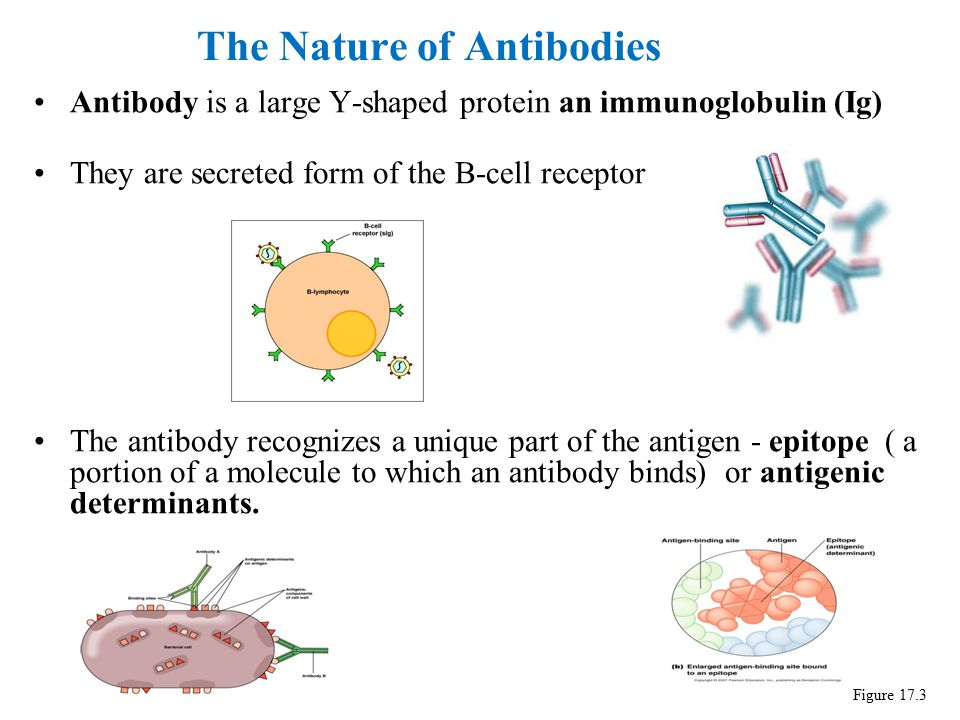 The Nature of Antibodies
• Antibody is a large Y-shaped protein an immunoglobulin (Ig)
• They are secreted form of the B-cell receptor
B-cell
receptor (sIg)
B-lymphocyte
• The antibody recognizes a unique part of the antigen - epitope ( a
portion of a molecule to which an antibody binds) or antigenic
determinants.
Antibody A
Antigenic determinants
on antigen
Binding sites
Antigenic
components
of cell wall
Bacterial cell
Antibody B
Antigen-binding site
Antigen
Epitope
(antigenic
determinant)
(b) Enlarged antigen-binding site bound
to an epitope
Copyright © 2007 Pearson Education, Inc., publishing as Benjamin Cummings.
Figure 17.3